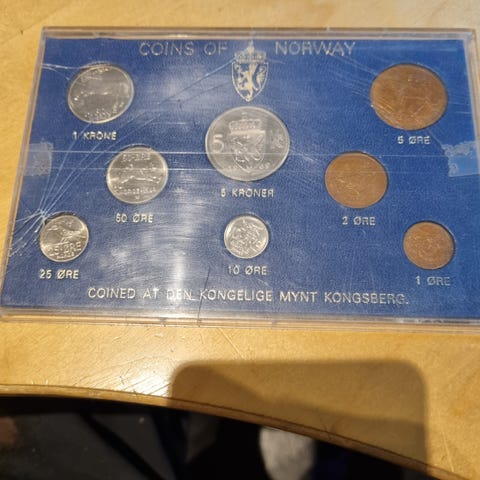 COINS OF NORWAY
1 KRONE
5 ØRE
5
5 KRONER
50 ØRE
2 ØRE
25 ØRE
10 ØRE
1 ØRE
COINED AT DEN KONGELIGE MYNT KONGSBERG.